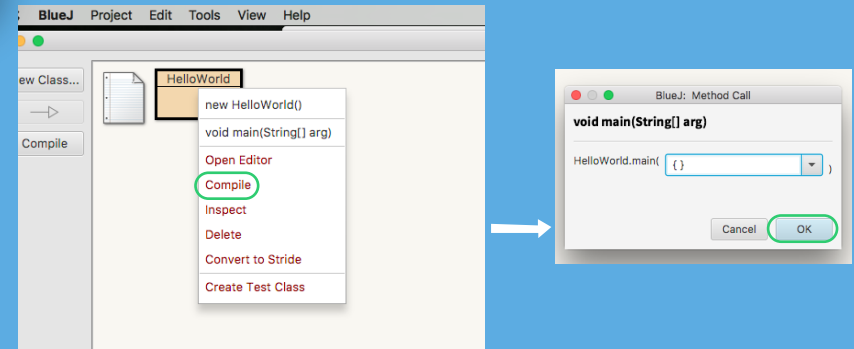 BlueJ Project Edit Tools View Help
ew Class...
Compile
HelloWorld
new HelloWorld()
void main(String[] arg)
Open Editor
Compile
Inspect
Delete
Convert to Stride
Create Test Class
BlueJ: Method Call
void main(String[] arg)
HelloWorld.main( {} )
Cancel OK